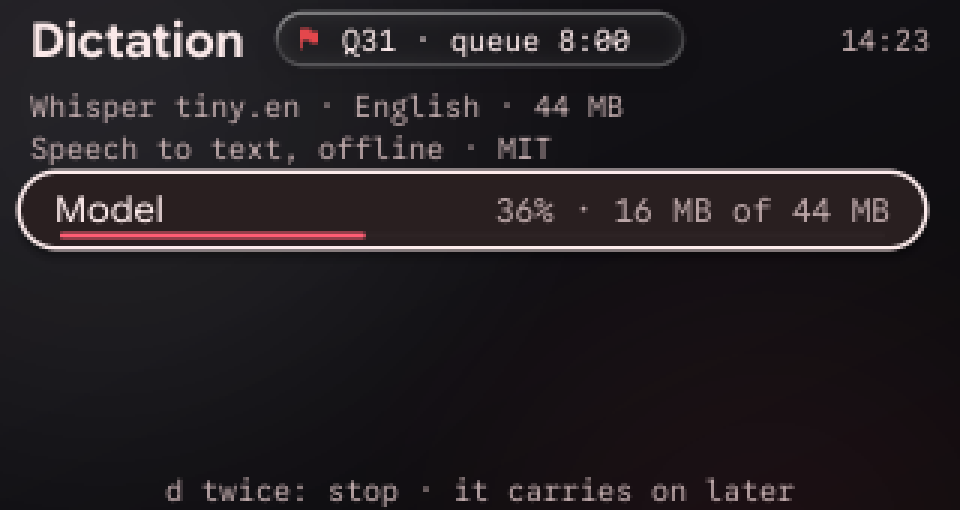 Dictation
Q31 · queue 8:00
14:23
Whisper tiny.en · English · 44 MB
Speech to text, offline · MIT
Model 36% · 16 MB of 44 MB
d twice: stop · it carries on later